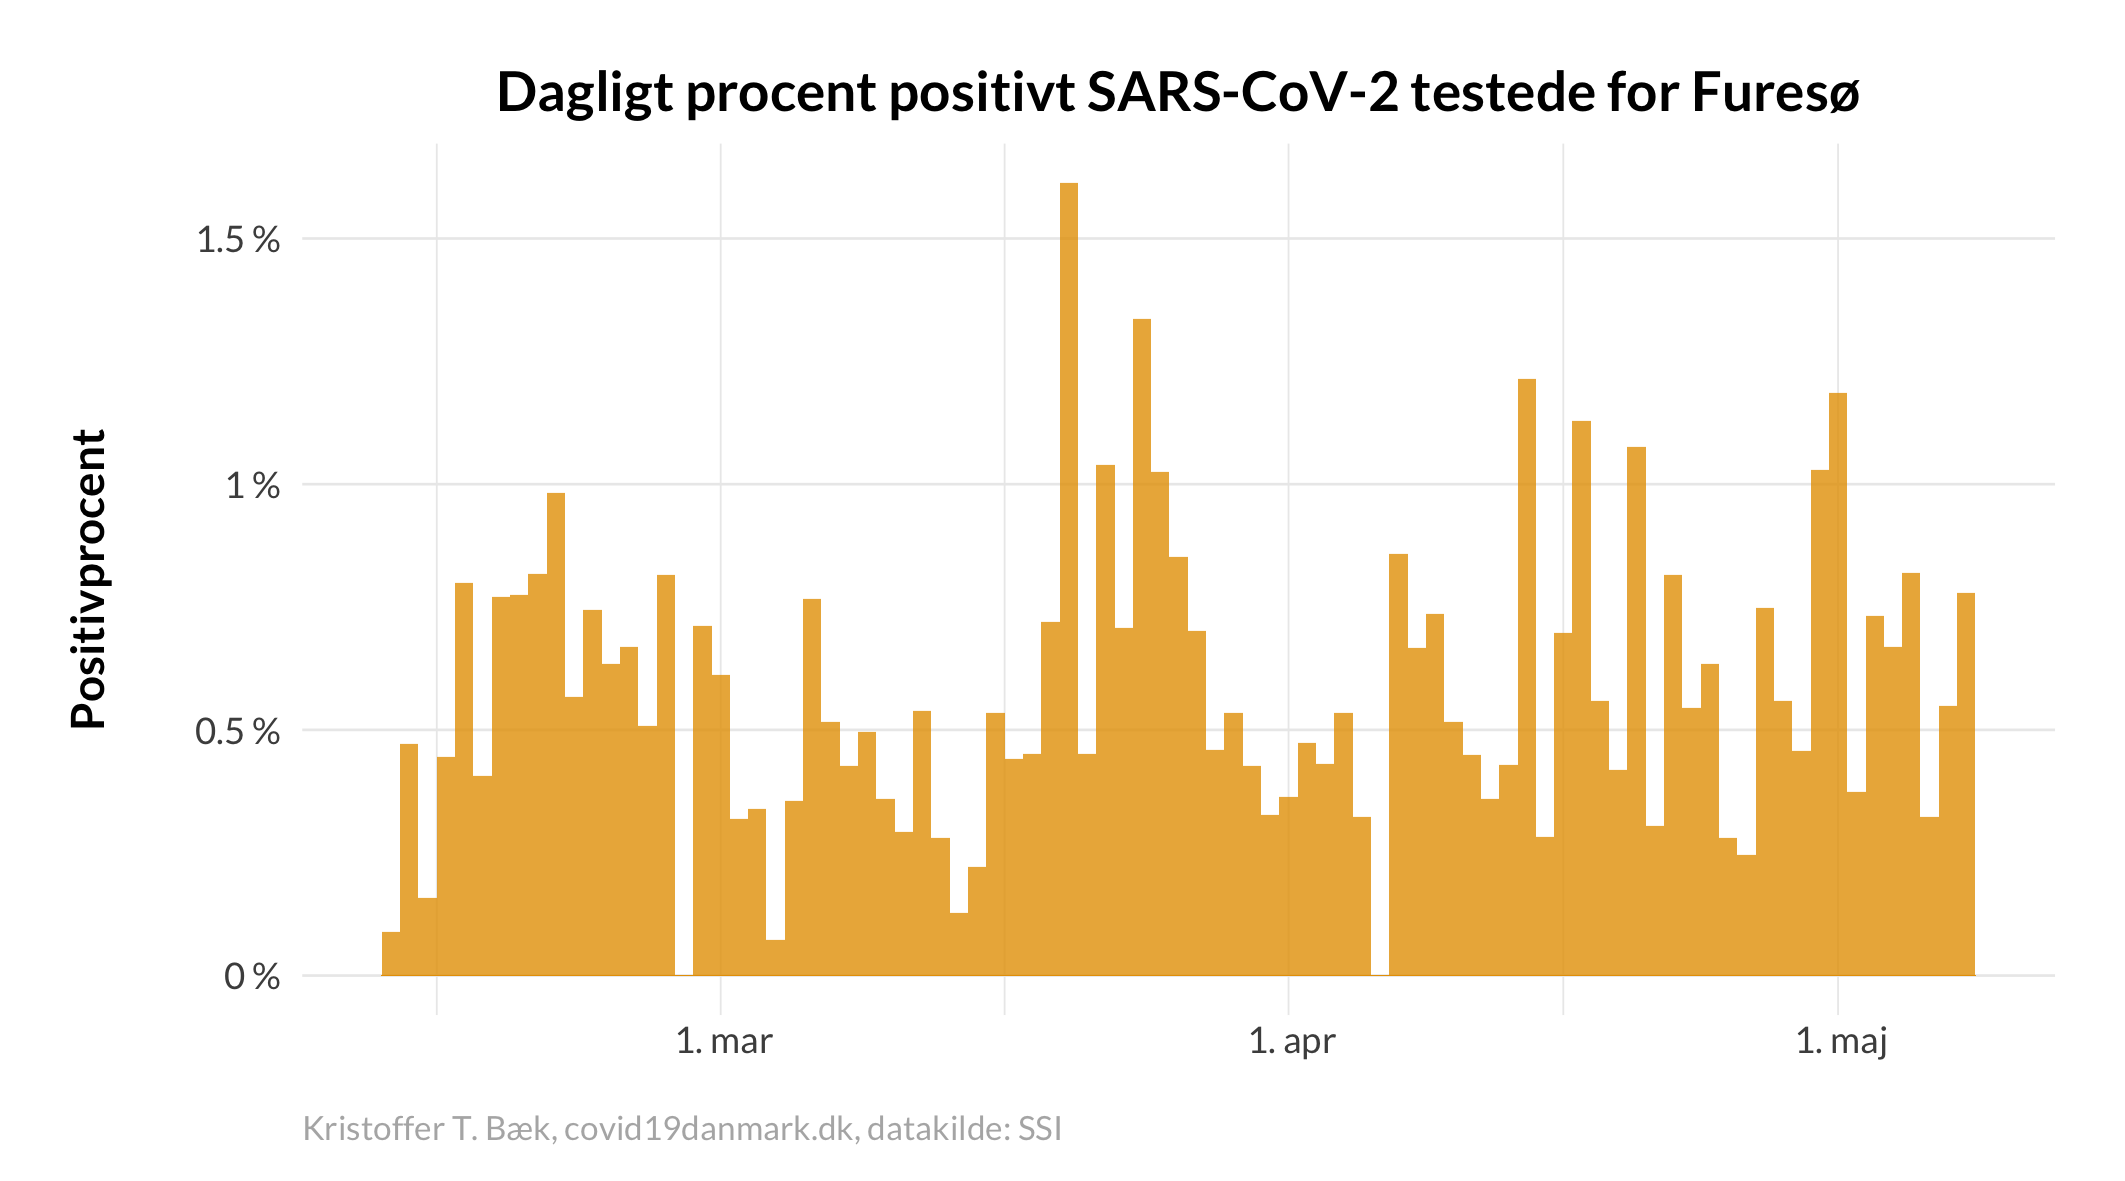 Dagligt procent positivt SARS-CoV-2 testede for Furesø
Positivprocent
1.5 %
1 %
0.5 %
0 %
1. mar
1. apr
1. maj
Kristoffer T. Bæk, covid19danmark.dk, datakilde: SSI